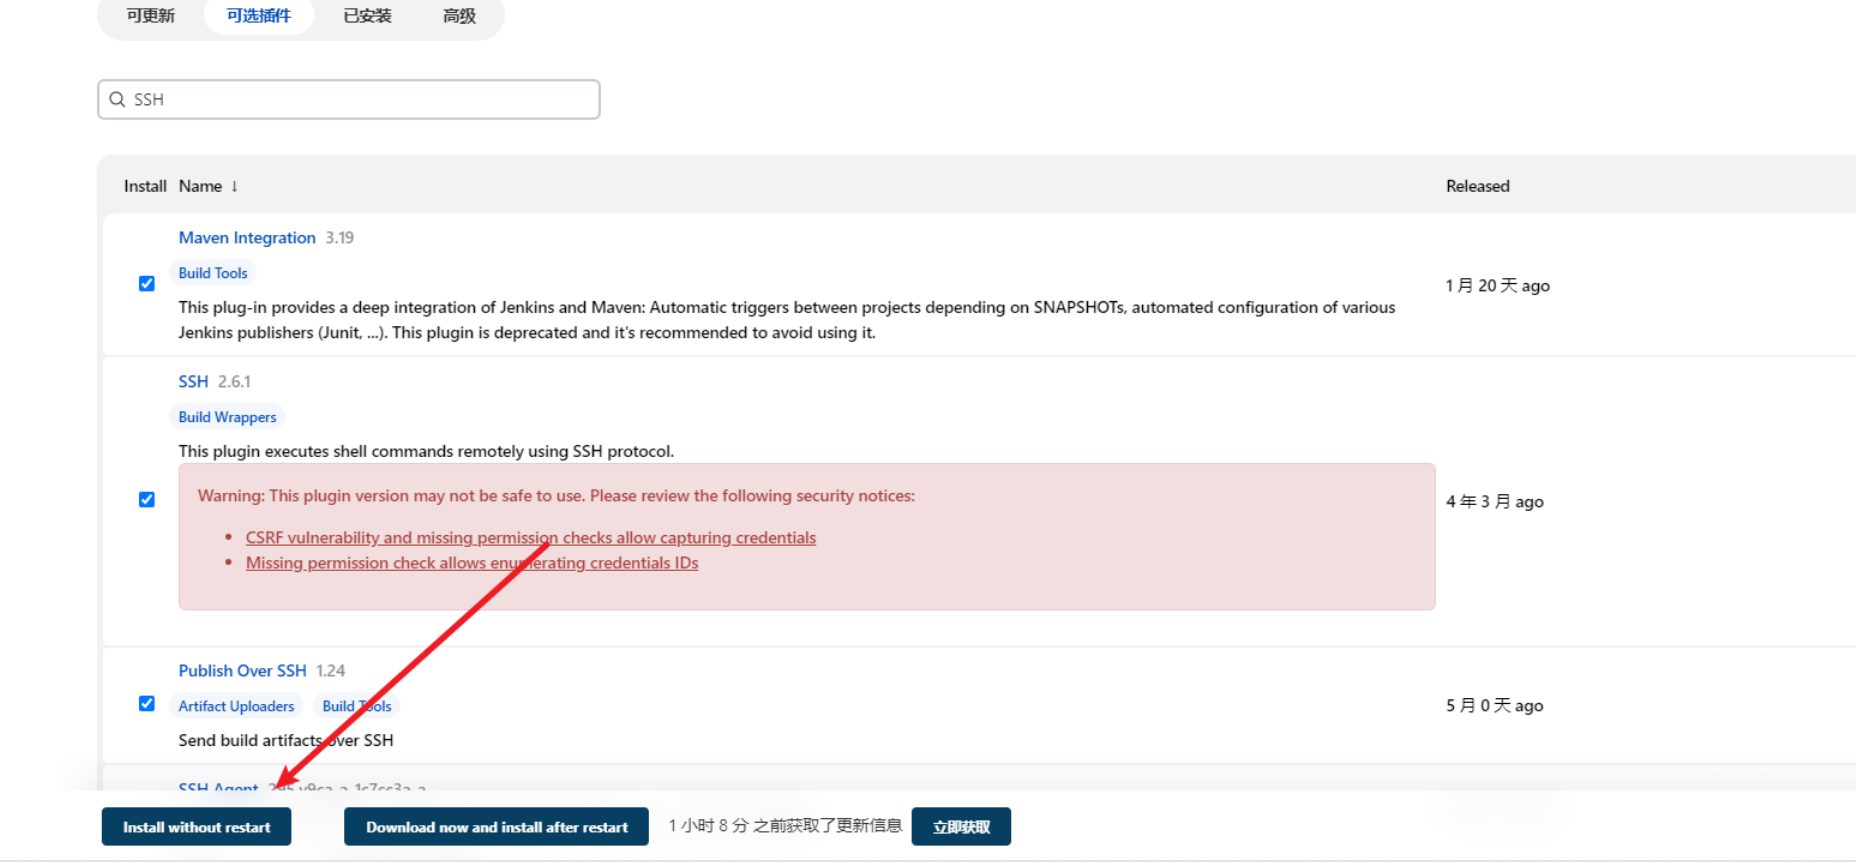 可更新 可选插件 已安装 高级
SSH
Install Name ↓ Released
Maven Integration 3.19
Build Tools
This plug-in provides a deep integration of Jenkins and Maven: Automatic triggers between projects depending on SNAPSHOTs, automated configuration of various
Jenkins publishers (Junit, ...). This plugin is deprecated and it's recommended to avoid using it.
1 月 20 天 ago
SSH 2.6.1
Build Wrappers
This plugin executes shell commands remotely using SSH protocol.
Warning: This plugin version may not be safe to use. Please review the following security notices:
• CSRF vulnerability and missing permission checks allow capturing credentials
• Missing permission check allows enumerating credentials IDs
4 年 3 月 ago
Publish Over SSH 1.24
Artifact Uploaders Build Tools
Send build artifacts over SSH
5 月 0 天 ago
SSH Agent
Install without restart Download now and install after restart 1 小时 8 分 之前获取了更新信息 立即获取